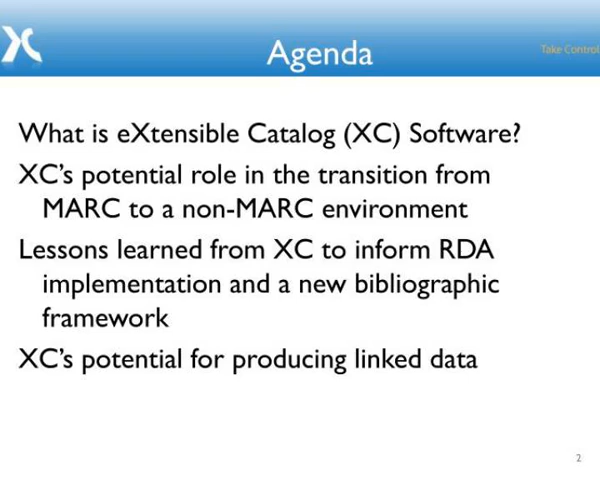 Agenda
Take Control
What is eXtensible Catalog (XC) Software?
XC's potential role in the transition from
MARC to a non-MARC environment
Lessons learned from XC to inform RDA
implementation and a new bibliographic
framework
XC's potential for producing linked data
2